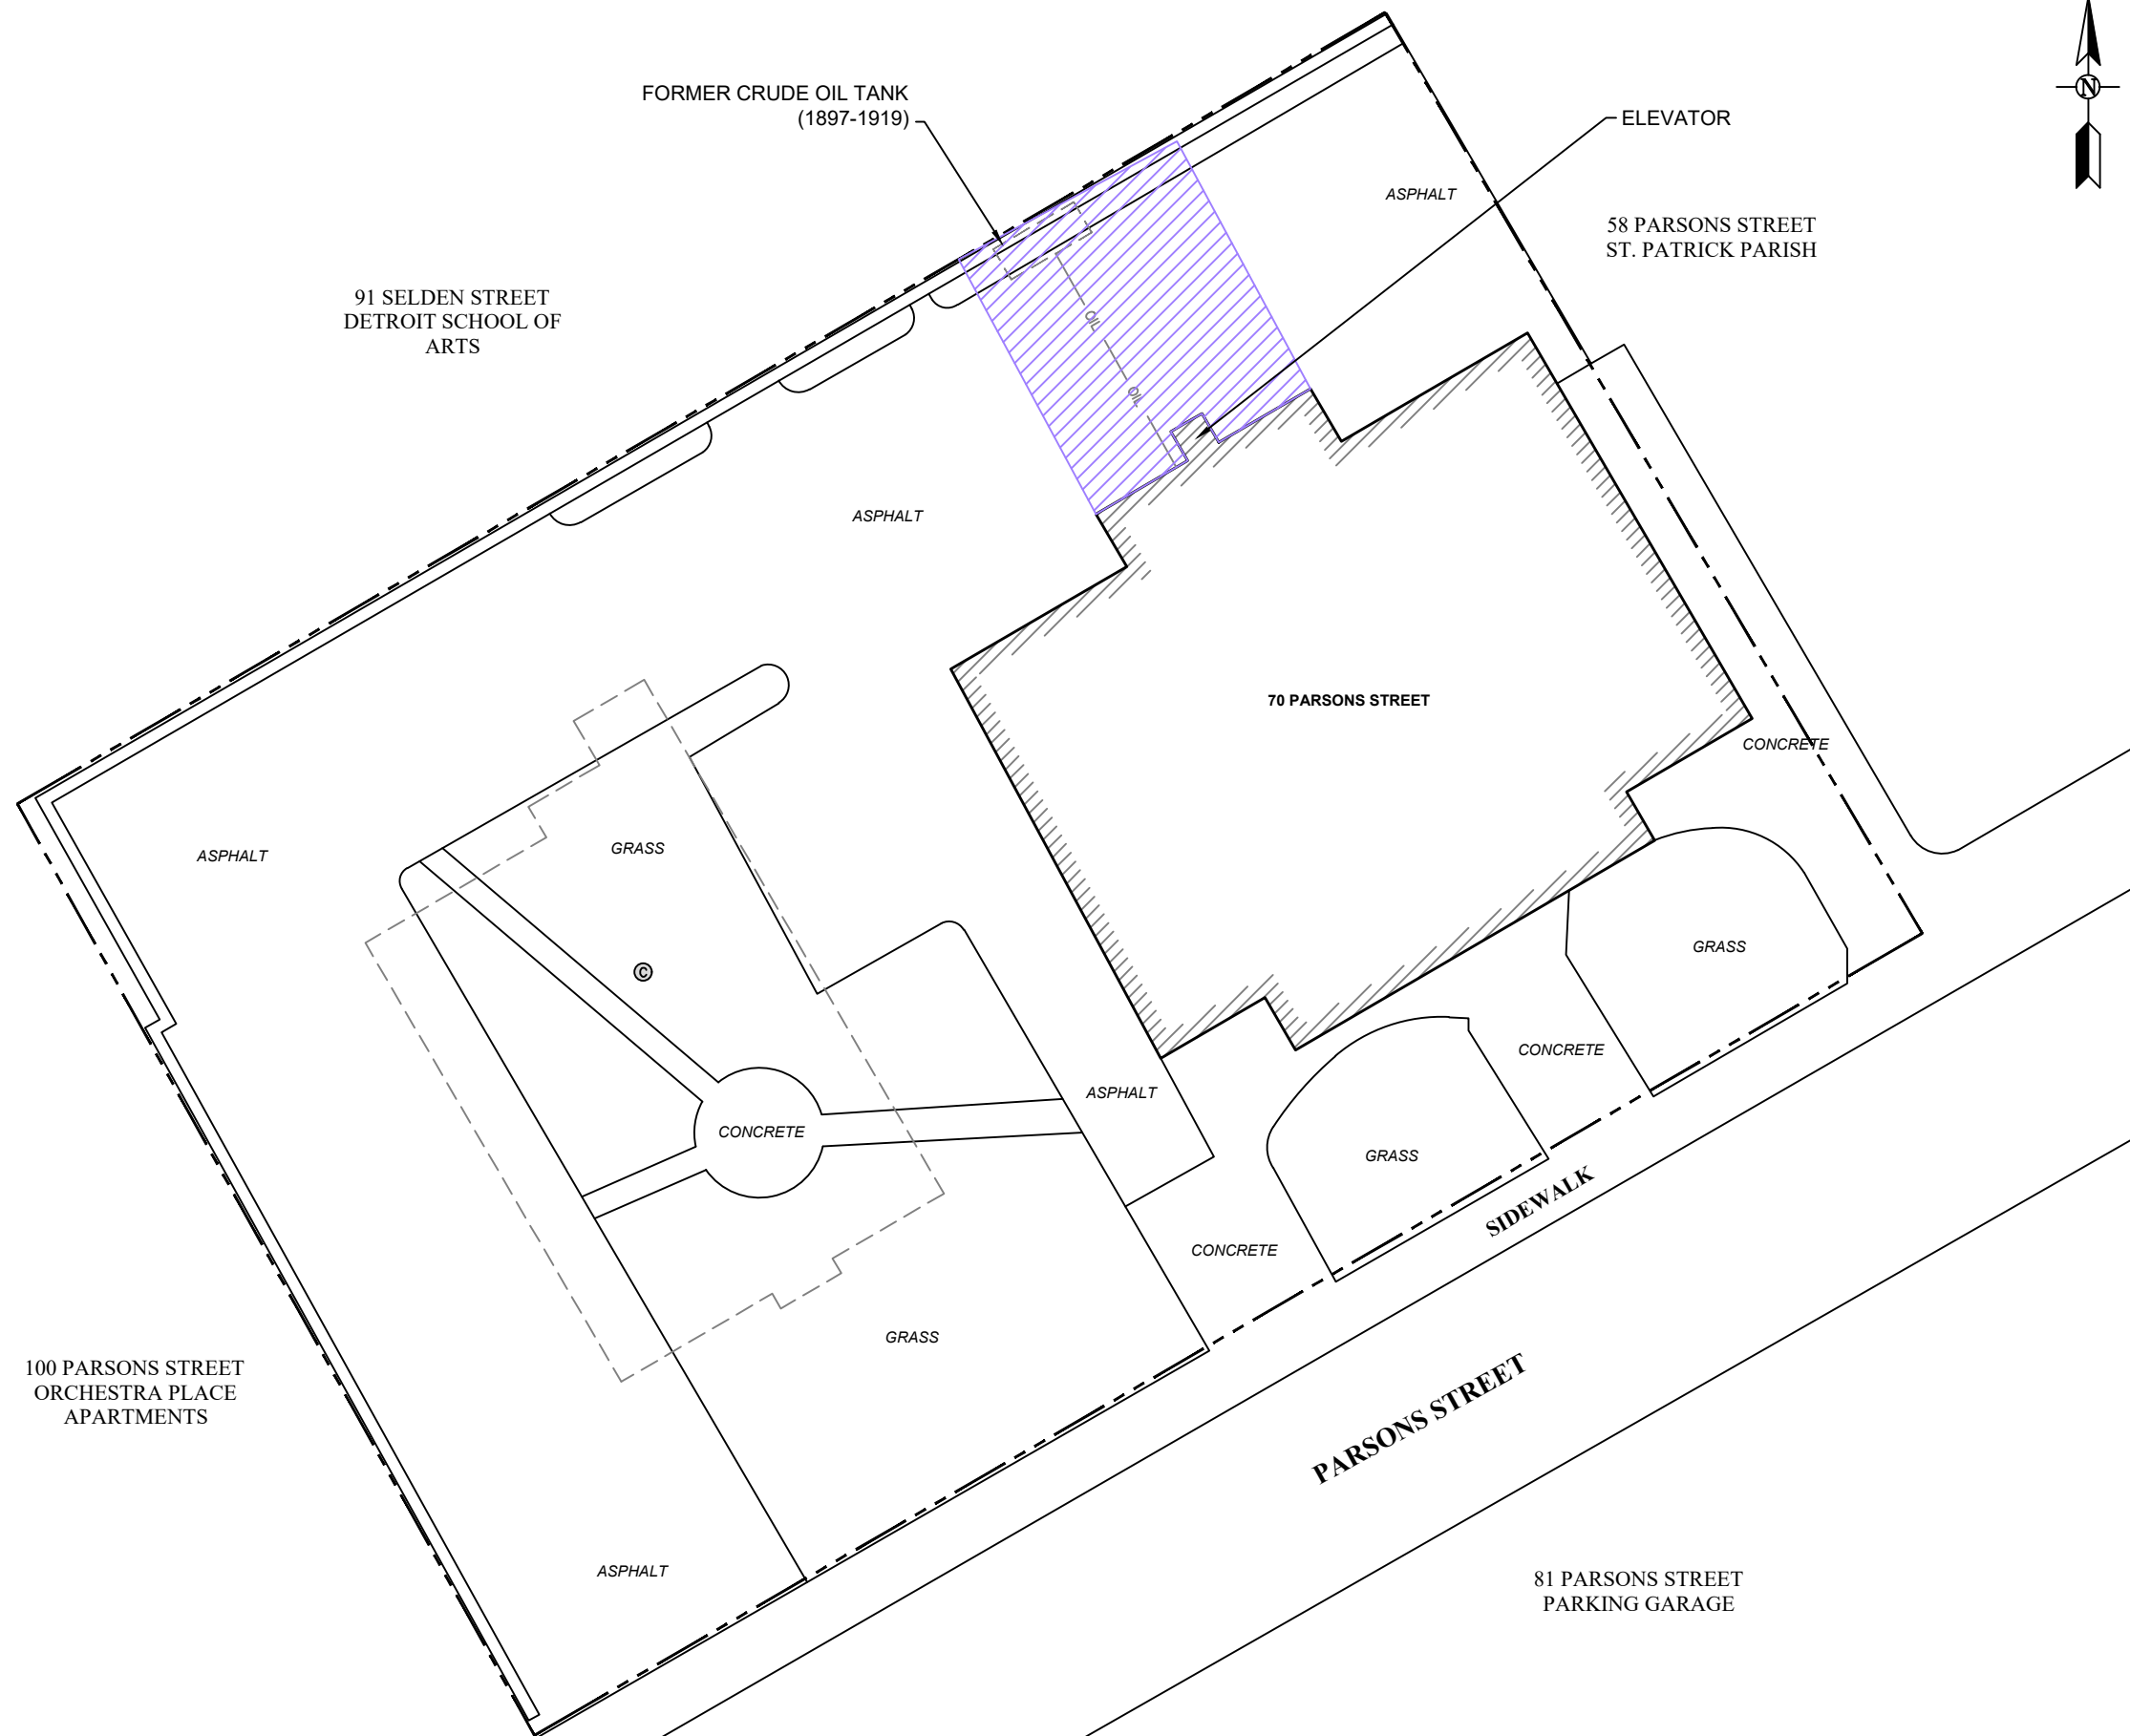 N
FORMER CRUDE OIL TANK
(1897-1919)
ELEVATOR
ASPHALT
58 PARSONS STREET
ST. PATRICK PARISH
91 SELDEN STREET
DETROIT SCHOOL OF
ARTS
OIL
OIL
ASPHALT
70 PARSONS STREET
CONCRETE
ASPHALT
GRASS
GRASS
C
CONCRETE
ASPHALT
CONCRETE
GRASS
SIDEWALK
CONCRETE
GRASS
100 PARSONS STREET
ORCHESTRA PLACE
APARTMENTS
PARSONS STREET
ASPHALT
81 PARSONS STREET
PARKING GARAGE